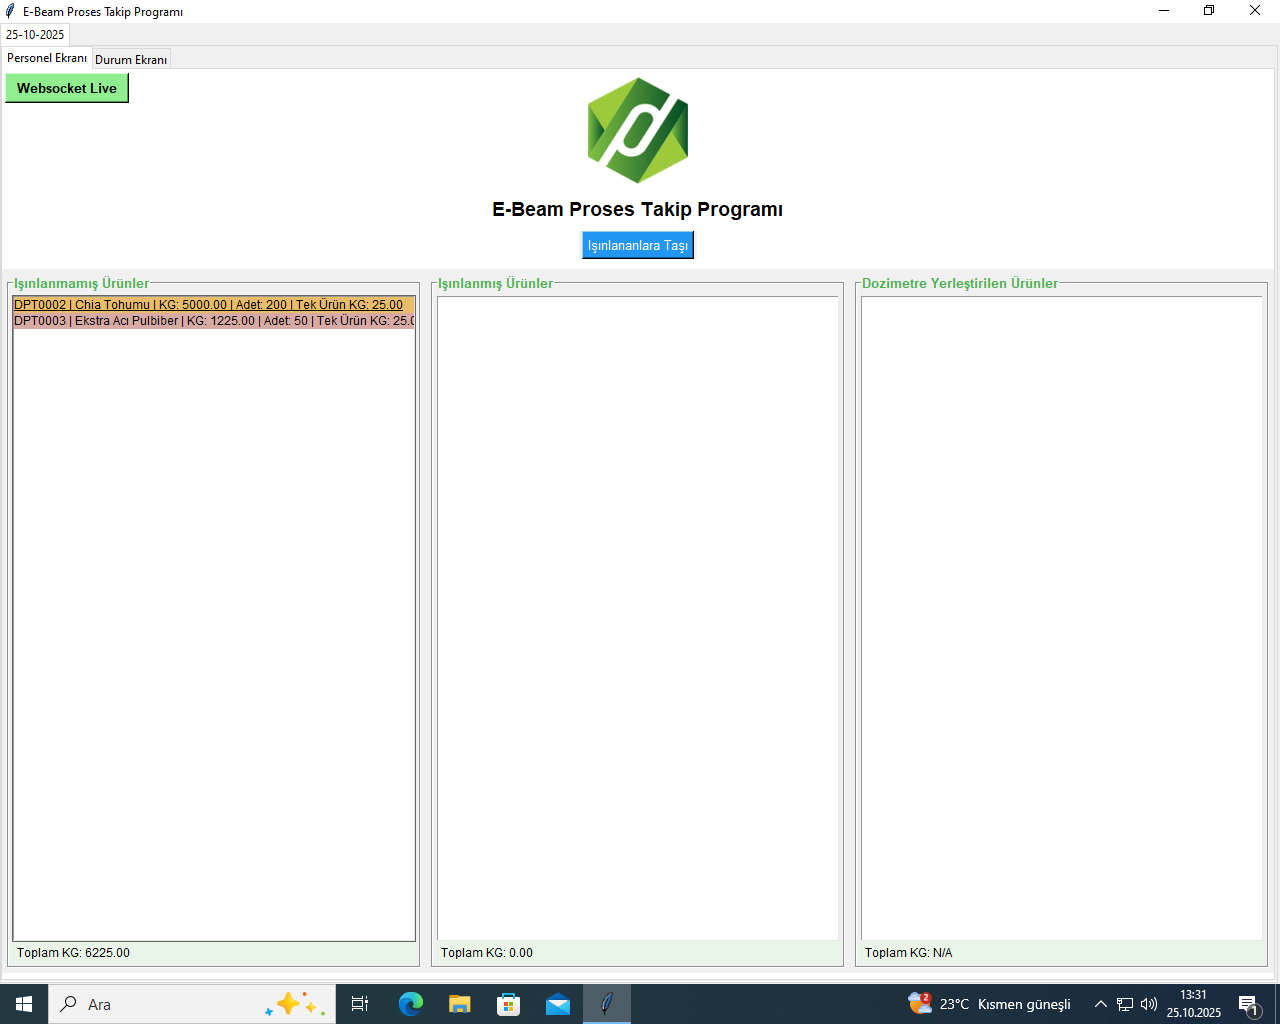 E-Beam Proses Takip Programı
25-10-2025
Personel Ekranı
Durum Ekranı
Websocket Live
E-Beam Proses Takip Programı
Işınlananlara Taşı
Işınlanmamış Ürünler
DPT0002 | Chia Tohumu | KG: 5000.00 | Adet: 200 | Tek Ürün KG: 25.00
DPT0003 | Ekstra Acı Pulbiber | KG: 1225.00 | Adet: 50 | Tek Ürün KG: 25.0
Toplam KG: 6225.00
Işınlanmış Ürünler
Toplam KG: 0.00
Dozimetre Yerleştirilen Ürünler
Toplam KG: N/A
Ara
2
23°C Kısmen güneşli
13:31
25.10.2025
1